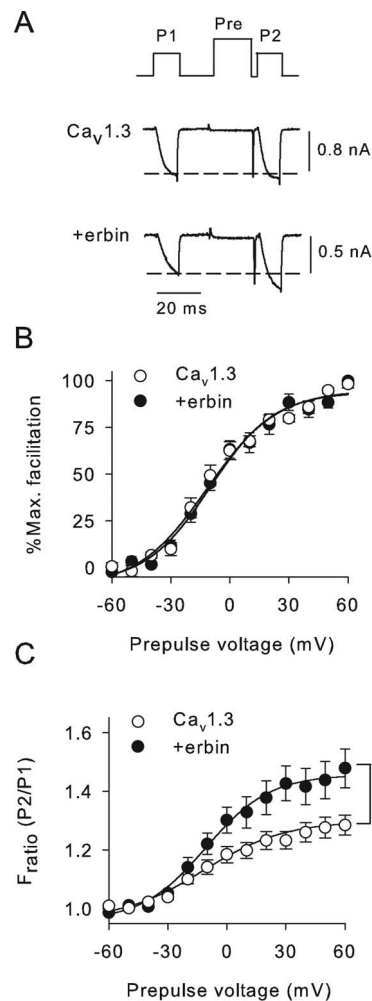 A
P1 Pre P2
Cav1.3
0.8 nA
+erbin
0.5 nA
20 ms
B
100
75
50
25
0
%Max. facilitation
Cav1.3
+erbin
-60 -30 0 30 60
Prepulse voltage (mV)
C
1.6
1.4
1.2
1.0
Fratio (P2/P1)
Cav1.3
+erbin
-60 -30 0 30 60
Prepulse voltage (mV)